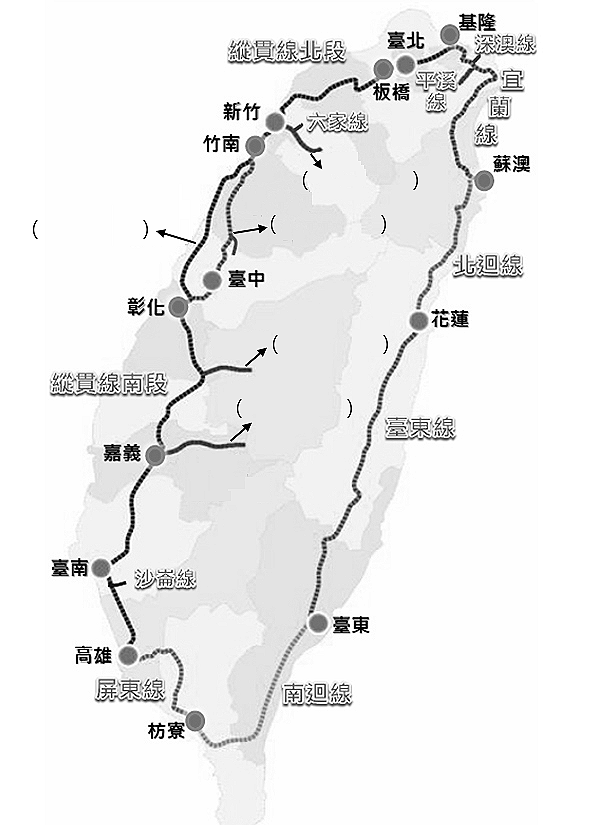 基隆
臺北
深澳線
縱貫線北段
板橋
平溪
線
宜
蘭
線
新竹
六家線
竹南
蘇澳
(          )
(          )
(          )
北迴線
臺中
彰化
花蓮
(          )
縱貫線南段
(          )
臺東線
嘉義
臺南
沙崙線
臺東
高雄
屏東線
南迴線
枋寮